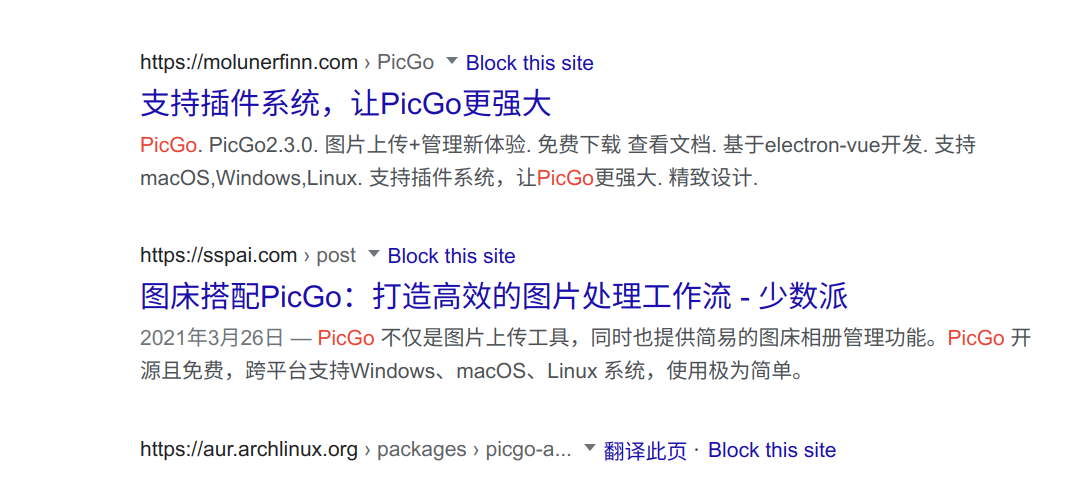 https://molunerfinn.com › PicGo Block this site
支持插件系统，让PicGo更强大
PicGo. PicGo2.3.0. 图片上传+管理新体验. 免费下载 查看文档. 基于electron-vue开发. 支持
macOS,Windows,Linux. 支持插件系统，让PicGo更强大. 精致设计.
https://sspai.com › post Block this site
图床搭配PicGo：打造高效的图片处理工作流 - 少数派
2021年3月26日 — PicGo 不仅是图片上传工具，同时也提供简易的图床相册管理功能。PicGo 开
源且免费，跨平台支持Windows、macOS、Linux 系统，使用极为简单。
https://aur.archlinux.org › packages › picgo-a... 翻译此页 · Block this site